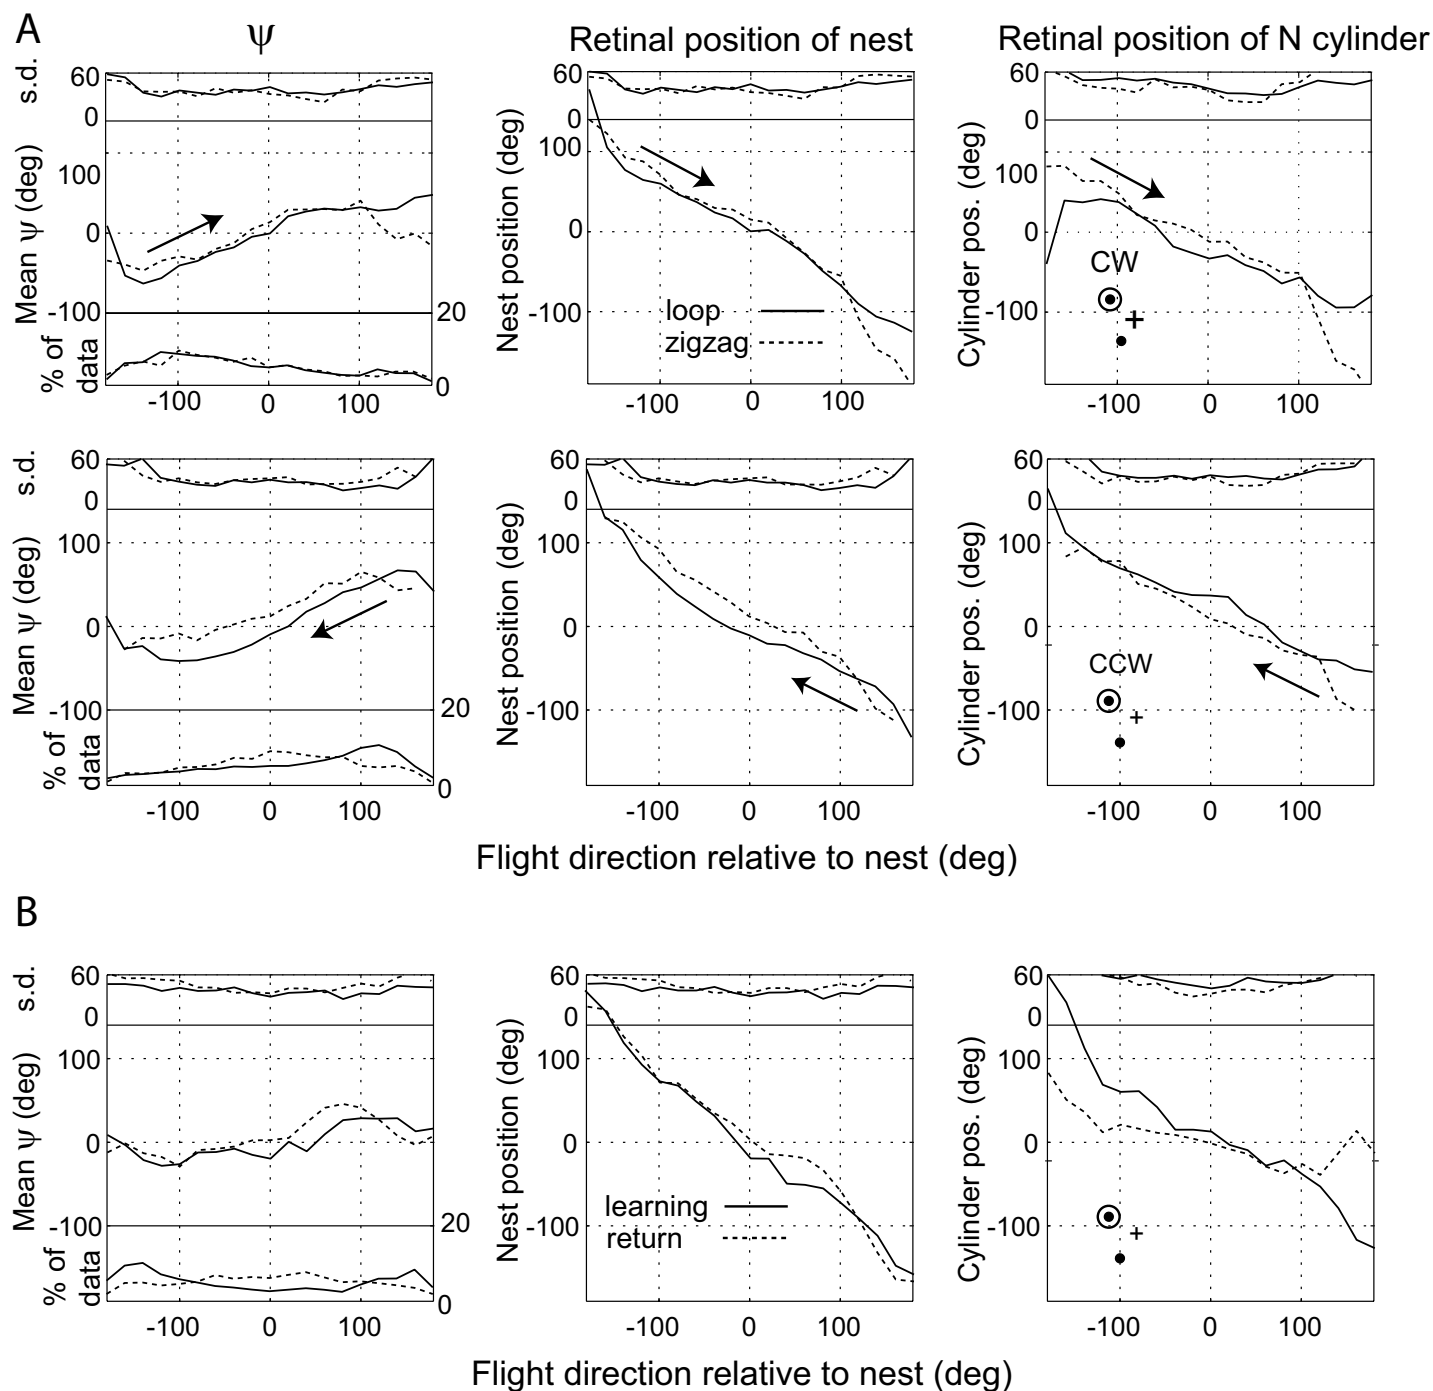 A
ψ
Retinal position of nest
Retinal position of N cylinder
s.d.
60
0
Mean ψ (deg)
100
0
-100
20
% of
data
0
-100 0 100
60
0
Nest position (deg)
100
0
-100
loop
zigzag
-100 0 100
60
0
Cylinder pos. (deg)
100
0
-100
CW
-100 0 100
s.d.
60
0
Mean ψ (deg)
100
0
-100
20
% of
data
0
-100 0 100
60
0
Nest position (deg)
100
0
-100
-100 0 100
60
0
Cylinder pos. (deg)
100
0
-100
CCW
-100 0 100
Flight direction relative to nest (deg)
B
s.d.
60
0
Mean ψ (deg)
100
0
-100
20
% of
data
0
-100 0 100
60
0
Nest position (deg)
100
0
-100
learning
return
-100 0 100
60
0
Cylinder pos. (deg)
100
0
-100
-100 0 100
Flight direction relative to nest (deg)